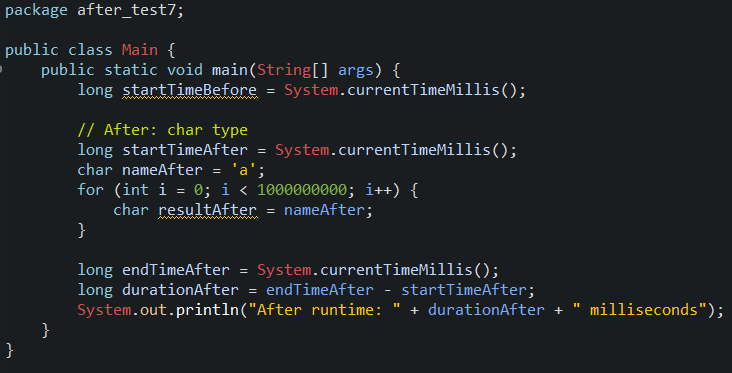 package after_test7;
public class Main {
public static void main(String[] args) {
long startTimeBefore = System.currentTimeMillis();
// After: char type
long startTimeAfter = System.currentTimeMillis();
char nameAfter = 'a';
for (int i = 0; i < 1000000000; i++) {
char resultAfter = nameAfter;
}
long endTimeAfter = System.currentTimeMillis();
long durationAfter = endTimeAfter - startTimeAfter;
System.out.println("After runtime: " + durationAfter + " milliseconds");
}
}